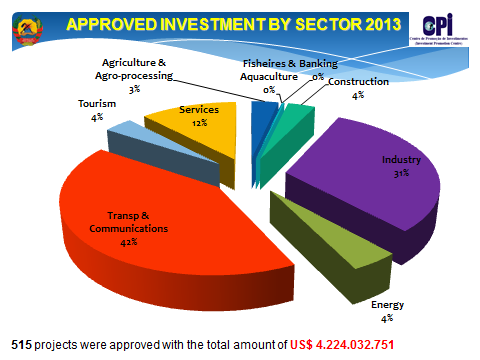 APPROVED INVESTMENT BY SECTOR 2013
CPI
Centro de Promoção de Investimentos
Investment Promotion Centre
Agriculture &
Agro-processing
3%
Fisheires &
Aquaculture
0%
Banking
0%
Construction
4%
Tourism
4%
Services
12%
Industry
31%
Transp &
Communications
42%
Energy
4%
515 projects were approved with the total amount of US$ 4.224.032.751